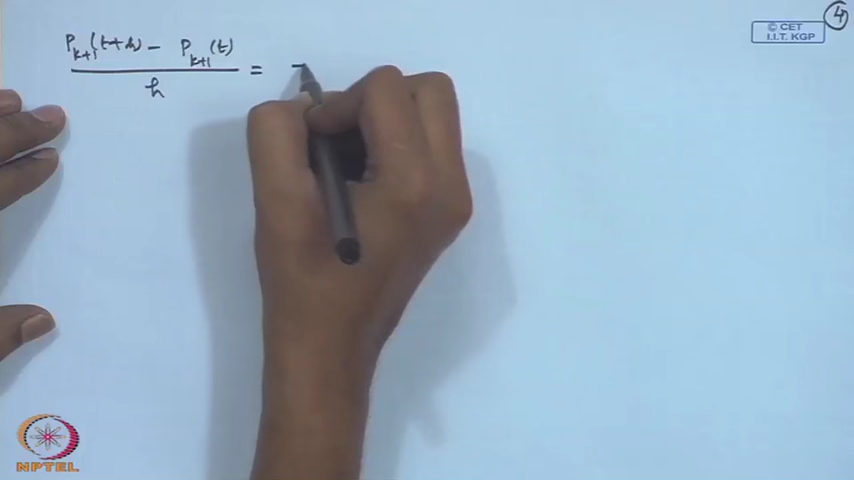 4
© CET
I.I.T. KGP
P_{k+1}(t+h) - P_{k+1}(t)
h
= -
NPTEL